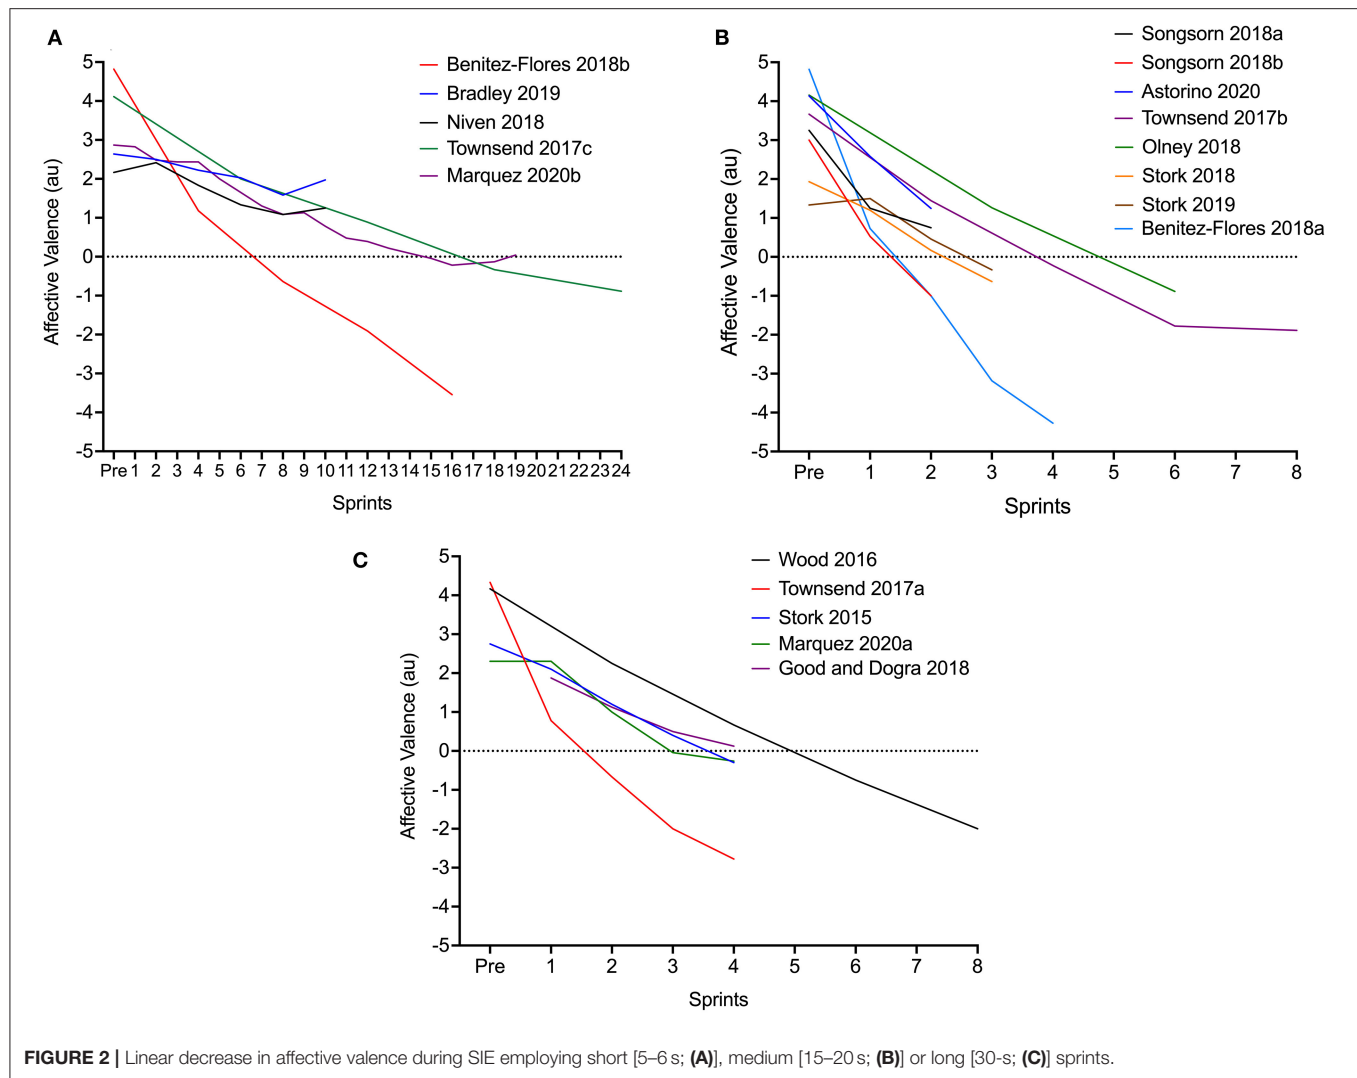 A
Benitez-Flores 2018b
Bradley 2019
Niven 2018
Townsend 2017c
Marquez 2020b
Affective Valence (au)
5
4
3
2
1
0
-1
-2
-3
-4
-5
Pre 1 2 3 4 5 6 7 8 9 10 11 12 13 14 15 16 17 18 19 20 21 22 23 24
Sprints
B
Songsorn 2018a
Songsorn 2018b
Astorino 2020
Townsend 2017b
Olney 2018
Stork 2018
Stork 2019
Benitez-Flores 2018a
Affective Valence (au)
5
4
3
2
1
0
-1
-2
-3
-4
-5
Pre 1 2 3 4 5 6 7 8
Sprints
C
Wood 2016
Townsend 2017a
Stork 2015
Marquez 2020a
Good and Dogra 2018
Affective Valence (au)
5
4
3
2
1
0
-1
-2
-3
-4
-5
Pre 1 2 3 4 5 6 7 8
Sprints
FIGURE 2 | Linear decrease in affective valence during SIE employing short [5–6 s; (A)], medium [15–20 s; (B)] or long [30-s; (C)] sprints.